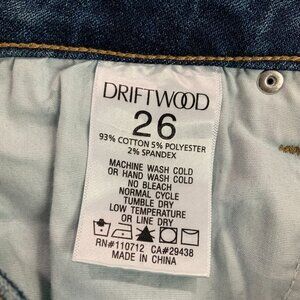 DRIFTWOOD
26
93% COTTON 5% POLYESTER
2% SPANDEX
MACHINE WASH COLD
OR HAND WASH COLD
NO BLEACH
NORMAL CYCLE
TUMBLE DRY
LOW TEMPERATURE
OR LINE DRY
RN#110712 CA#29438
MADE IN